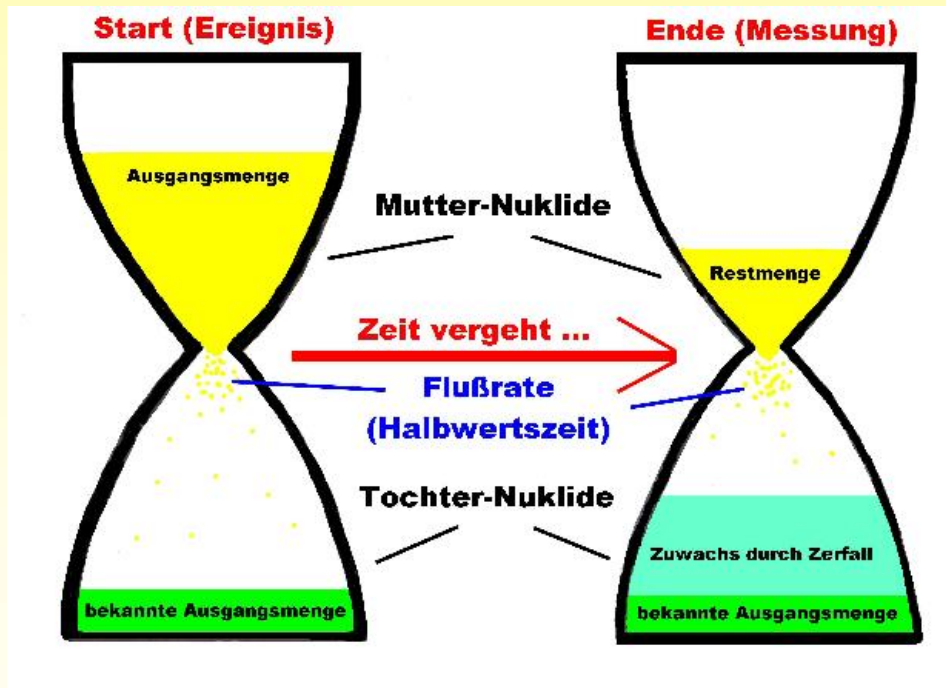 Start (Ereignis)
Ende (Messung)
Ausgangsmenge
Mutter-Nuklide
Restmenge
Zeit vergeht ...
Flußrate
(Halbwertszeit)
Tochter-Nuklide
Zuwachs durch Zerfall
bekannte Ausgangsmenge
bekannte Ausgangsmenge